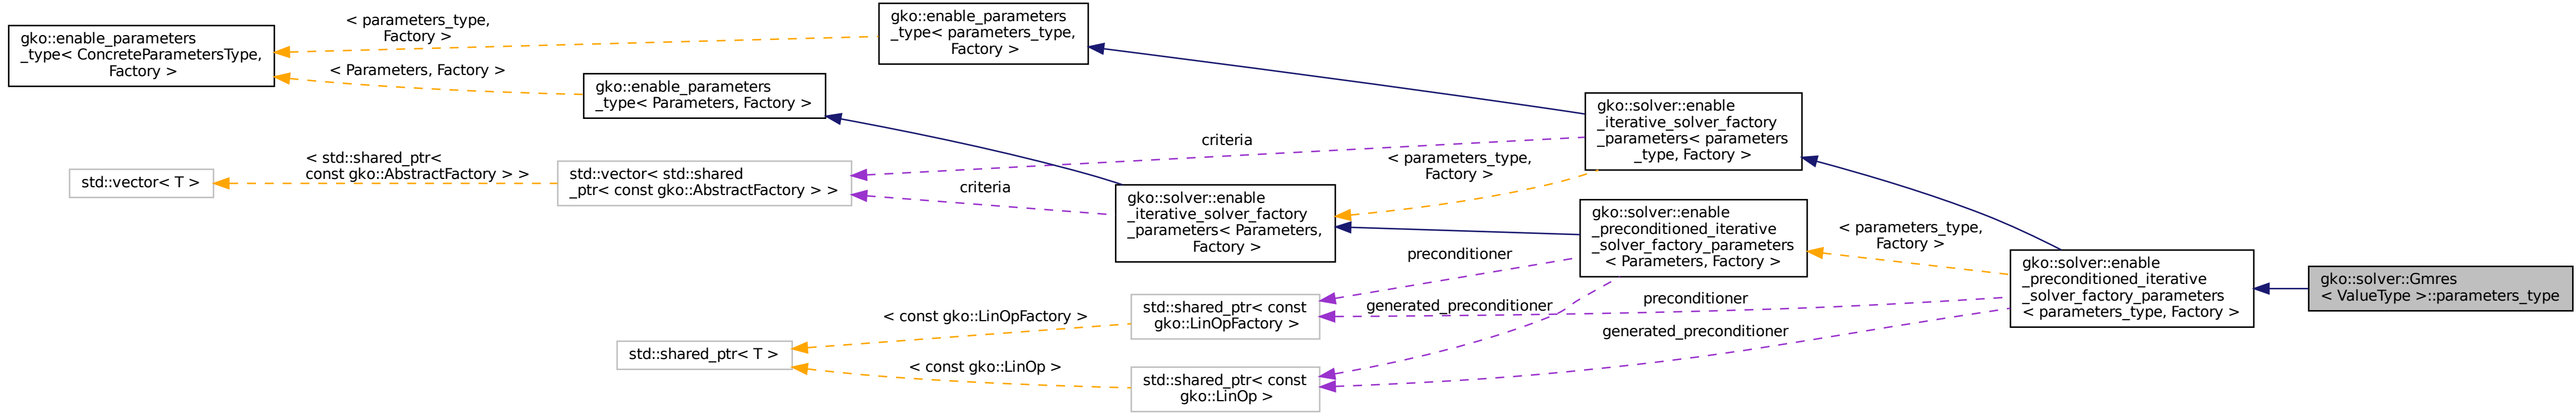 gko::enable_parameters
_type< ConcreteParametersType,
Factory >
< parameters_type,
Factory >
< Parameters, Factory >
gko::enable_parameters
_type< parameters_type,
Factory >
gko::enable_parameters
_type< Parameters, Factory >
std::vector< T >
< std::shared_ptr<
const gko::AbstractFactory > >
std::vector< std::shared
_ptr< const gko::AbstractFactory > >
criteria
criteria
gko::solver::enable
_iterative_solver_factory
_parameters< Parameters,
Factory >
< parameters_type,
Factory >
gko::solver::enable
_iterative_solver_factory
_parameters< parameters
_type, Factory >
gko::solver::enable
_preconditioned_iterative
_solver_factory_parameters
< Parameters, Factory >
< parameters_type,
Factory >
gko::solver::enable
_preconditioned_iterative
_solver_factory_parameters
< parameters_type, Factory >
gko::solver::Gmres
< ValueType >::parameters_type
preconditioner
generated_preconditioner
preconditioner
generated_preconditioner
std::shared_ptr< const
gko::LinOpFactory >
< const gko::LinOpFactory >
std::shared_ptr< T >
< const gko::LinOp >
std::shared_ptr< const
gko::LinOp >